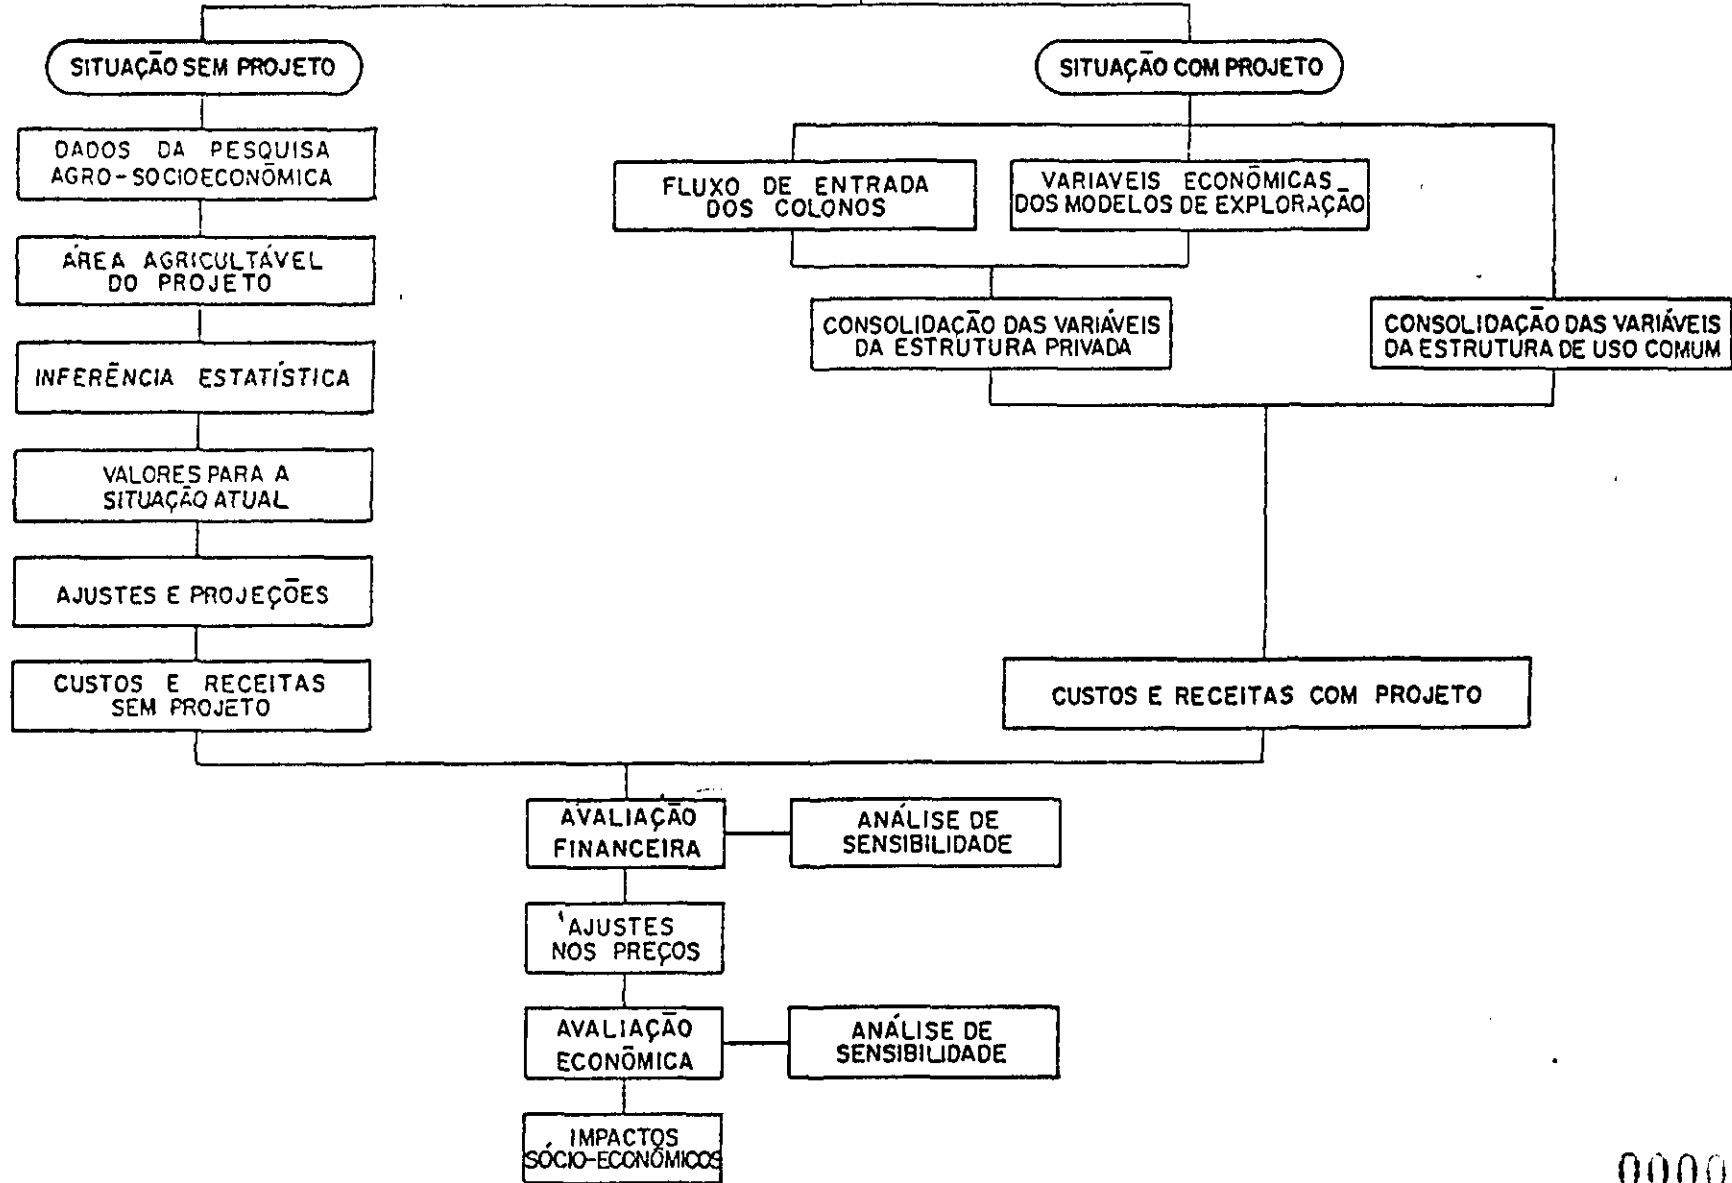 SITUAÇÃO SEM PROJETO
DADOS DA PESQUISA
AGRO-SOCIOECONÔMICA
ÁREA AGRICULTÁVEL
DO PROJETO
INFERÊNCIA ESTATÍSTICA
VALORES PARA A
SITUAÇÃO ATUAL
AJUSTES E PROJEÇÕES
CUSTOS E RECEITAS
SEM PROJETO
SITUAÇÃO COM PROJETO
FLUXO DE ENTRADA
DOS COLONOS
VARIAVEIS ECONÔMICAS
DOS MODELOS DE EXPLORAÇÃO
CONSOLIDAÇÃO DAS VARIÁVEIS
DA ESTRUTURA PRIVADA
CONSOLIDAÇÃO DAS VARIÁVEIS
DA ESTRUTURA DE USO COMUM
CUSTOS E RECEITAS COM PROJETO
AVALIAÇÃO
FINANCEIRA
ANÁLISE DE
SENSIBILIDADE
AJUSTES
NOS PREÇOS
AVALIAÇÃO
ECONÔMICA
ANÁLISE DE
SENSIBILIDADE
IMPACTOS
SÓCIO-ECONÔMICOS
0000